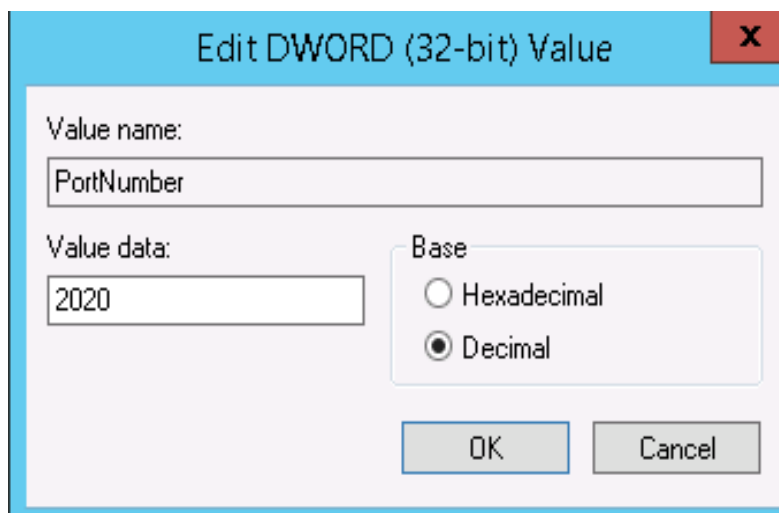 Edit DWORD (32-bit) Value
x
Value name:
PortNumber
Value data:
2020
Base
Hexadecimal
Decimal
OK
Cancel